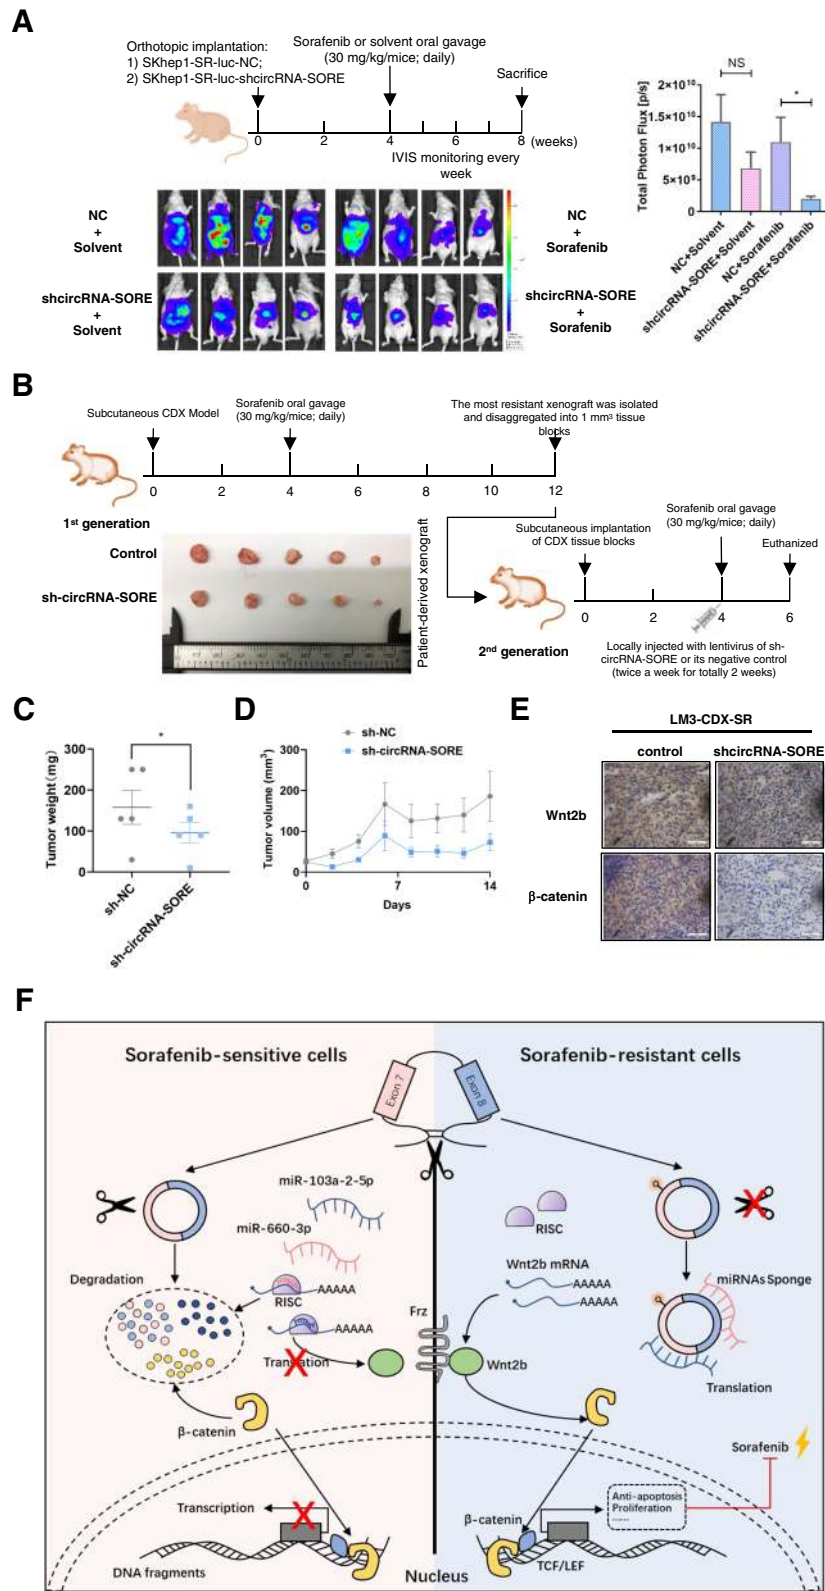 A
Orthotopic implantation:
1) SKhep1-SR-luc-NC;
2) SKhep1-SR-luc-shcircRNA-SORE
Sorafenib or solvent oral gavage
(30 mg/kg/mice; daily)
Sacrifice
0 2 4 6 8 (weeks)
IVIS monitoring every
week
NC
+
Solvent
shcircRNA-SORE
+
Solvent
NC
+
Sorafenib
shcircRNA-SORE
+
Sorafenib
Total Photon Flux [p/s]
2×10¹⁰
1.5×10¹⁰
1×10¹⁰
5×10⁹
0
NS
*
NC+Solvent
shcircRNA-SORE+Solvent
NC+Sorafenib
shcircRNA-SORE+Sorafenib
B
Subcutaneous CDX Model
Sorafenib oral gavage
(30 mg/kg/mice; daily)
The most resistant xenograft was isolated
and disaggregated into 1 mm³ tissue
blocks
0 2 4 6 8 10 12
1st generation
Control
sh-circRNA-SORE
Patient-derived xenograft
Subcutaneous implantation
of CDX tissue blocks
Sorafenib oral gavage
(30 mg/kg/mice; daily)
Euthanized
0 2 4 6
2nd generation
Locally injected with lentivirus of sh-
circRNA-SORE or its negative control
(twice a week for totally 2 weeks)
C
Tumor weight(mg)
300
200
100
0
*
sh-NC
sh-circRNA-SORE
D
Tumor volume (mm³)
300
200
100
0
sh-NC
sh-circRNA-SORE
0 7 14
Days
E
LM3-CDX-SR
control shcircRNA-SORE
Wnt2b
β-catenin
F
Sorafenib-sensitive cells
Sorafenib-resistant cells
Exon 7
Exon 8
miR-103a-2-5p
miR-660-3p
Degradation
AAAAA
RISC
AAAAA
Translation
β-catenin
Frz
RISC
Wnt2b mRNA
AAAAA
AAAAA
Wnt2b
miRNAs Sponge
Translation
Sorafenib
Transcription
DNA fragments
Nucleus
β-catenin
TCF/LEF
Anti-apoptosis
Proliferation
......